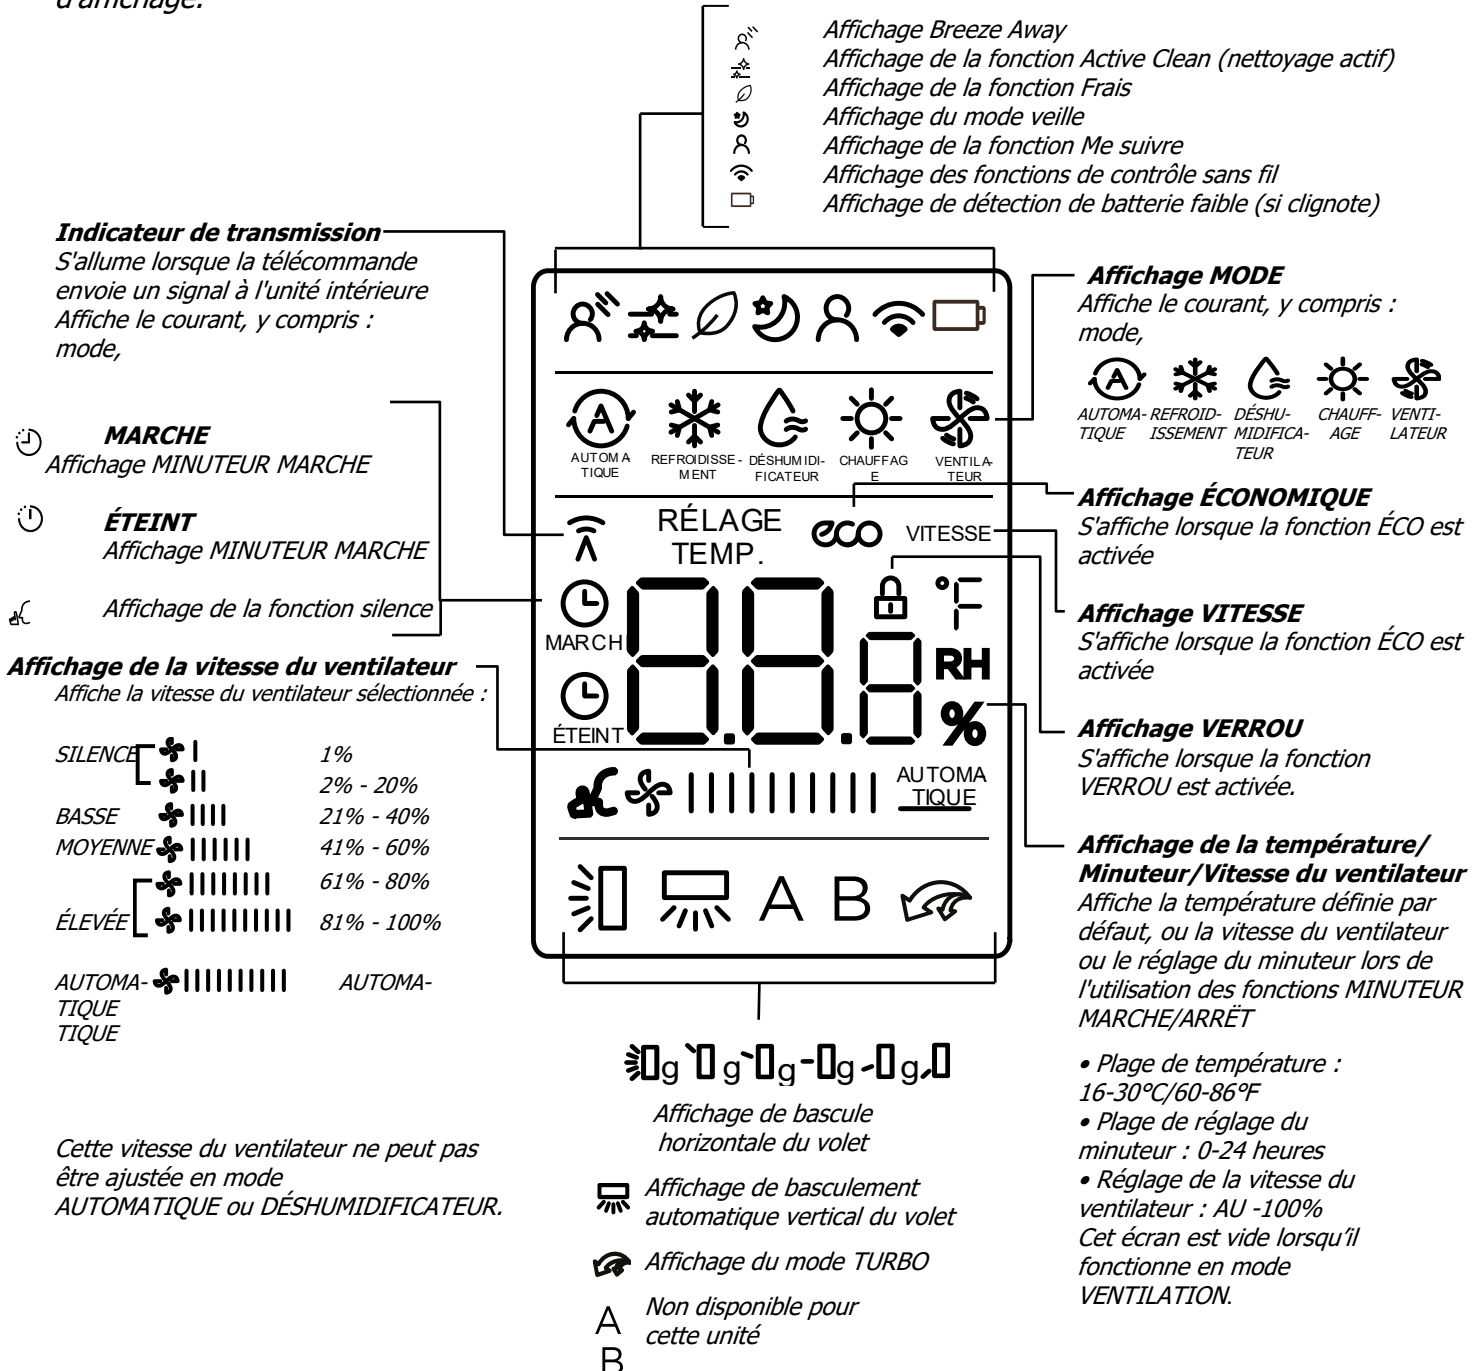 d'affichage.
Affichage Breeze Away
Affichage de la fonction Active Clean (nettoyage actif)
Affichage de la fonction Frais
Affichage du mode veille
Affichage de la fonction Me suivre
Affichage des fonctions de contrôle sans fil
Affichage de détection de batterie faible (si clignote)
Indicateur de transmission
S'allume lorsque la télécommande
envoie un signal à l'unité intérieure
Affiche le courant, y compris :
mode,
MARCHE
Affichage MINUTEUR MARCHE
ÉTEINT
Affichage MINUTEUR MARCHE
Affichage de la fonction silence
Affichage de la vitesse du ventilateur
Affiche la vitesse du ventilateur sélectionnée :
SILENCE 1%
2% - 20%
BASSE 21% - 40%
MOYENNE 41% - 60%
61% - 80%
ÉLEVÉE 81% - 100%
AUTOMA- AUTOMA-
TIQUE
TIQUE
Cette vitesse du ventilateur ne peut pas
être ajustée en mode
AUTOMATIQUE ou DÉSHUMIDIFICATEUR.
A
AUTOMA
TIQUE
REFROIDISSE-
MENT
DÉSHUMIDI-
FICATEUR
CHAUFFAG
E
VENTILA-
TEUR
RÉLAGE
TEMP.
eco
VITESSE
MARCH
ÉTEINT
88.8.
°F
RH
%
AUTOMA
TIQUE
A B
g g g g g
Affichage de bascule
horizontale du volet
Affichage de basculement
automatique vertical du volet
Affichage du mode TURBO
A
B
Non disponible pour
cette unité
Affichage MODE
Affiche le courant, y compris :
mode,
A
AUTOMA-
TIQUE
REFROID-
ISSEMENT
DÉSHU-
MIDIFICA-
TEUR
CHAUFF-
AGE
VENTI-
LATEUR
Affichage ÉCONOMIQUE
S'affiche lorsque la fonction ÉCO est
activée
Affichage VITESSE
S'affiche lorsque la fonction ÉCO est
activée
Affichage VERROU
S'affiche lorsque la fonction
VERROU est activée.
Affichage de la température/
Minuteur/Vitesse du ventilateur
Affiche la température définie par
défaut, ou la vitesse du ventilateur
ou le réglage du minuteur lors de
l'utilisation des fonctions MINUTEUR
MARCHE/ARRËT
• Plage de température :
16-30°C/60-86°F
• Plage de réglage du
minuteur : 0-24 heures
• Réglage de la vitesse du
ventilateur : AU -100%
Cet écran est vide lorsqu'il
fonctionne en mode
VENTILATION.